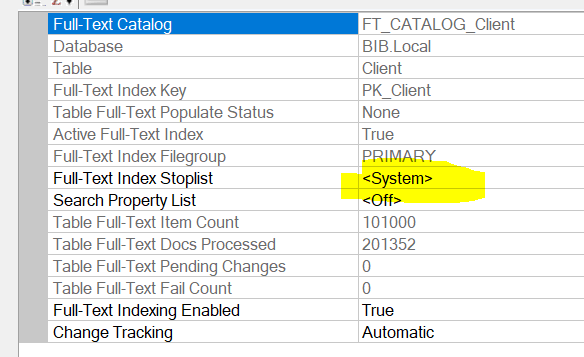 Full-Text Catalog FT_CATALOG_Client
Database BIB.Local
Table Client
Full-Text Index Key PK_Client
Table Full-Text Populate Status None
Active Full-Text Index True
Full-Text Index Filegroup PRIMARY
Full-Text Index Stoplist <System>
Search Property List <Off>
Table Full-Text Item Count 101000
Table Full-Text Docs Processed 201352
Table Full-Text Pending Changes 0
Table Full-Text Fail Count 0
Full-Text Indexing Enabled True
Change Tracking Automatic